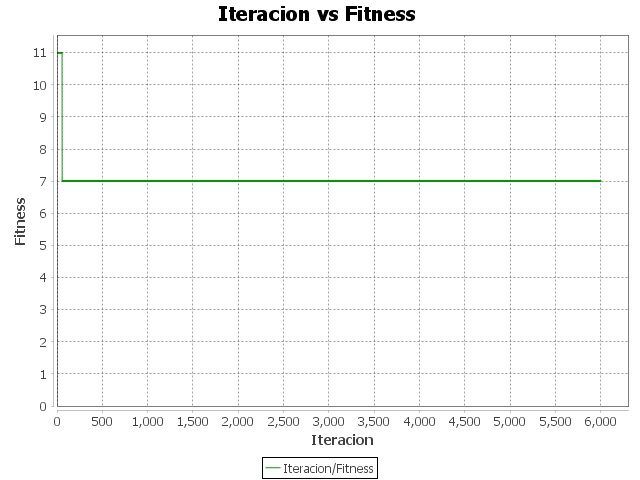 Iteracion vs Fitness
11
10
9
8
7
6
5
4
3
2
1
0
Fitness
0 500 1,000 1,500 2,000 2,500 3,000 3,500 4,000 4,500 5,000 5,500 6,000
Iteracion
Iteracion/Fitness